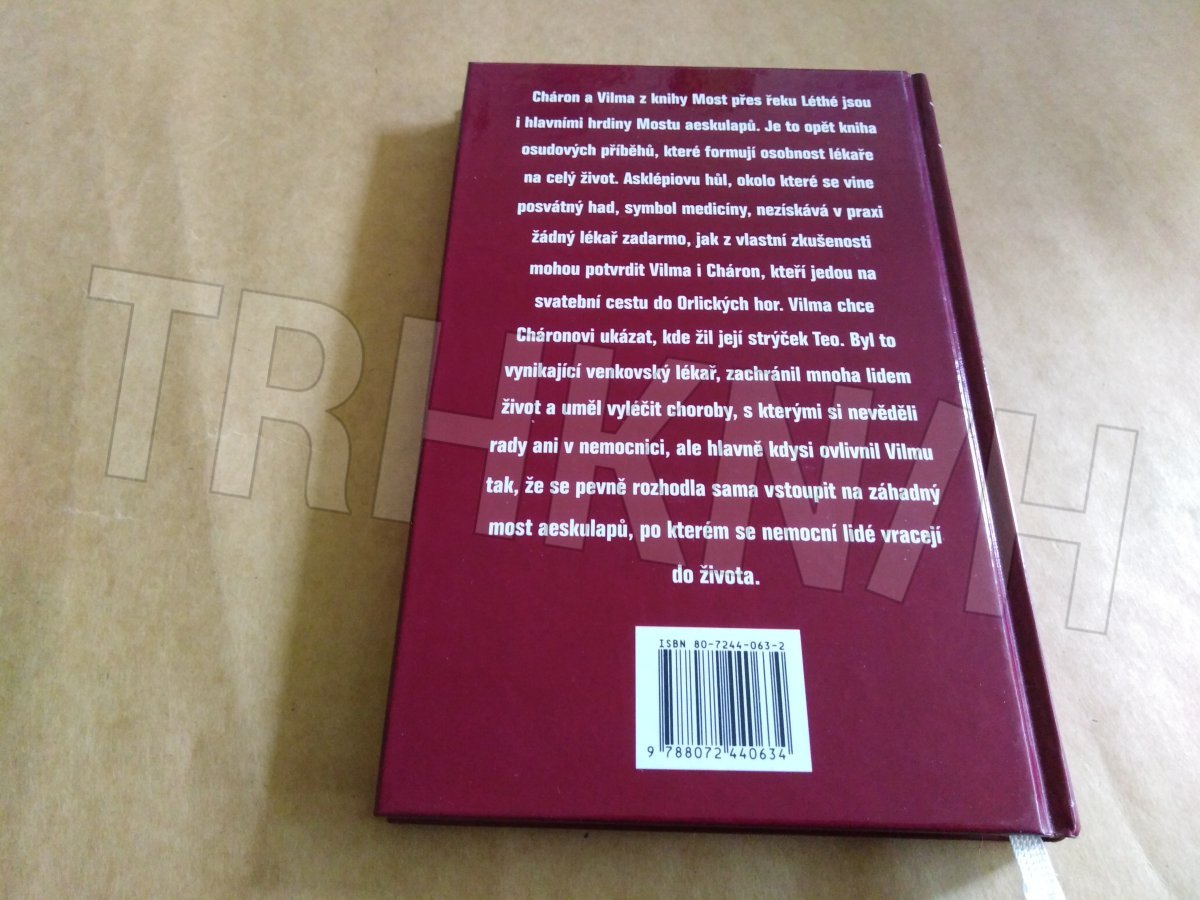 Cháron a Vilma z knihy Most přes řeku Léthé jsou
i hlavními hrdiny Mostu aeskulapů. Je to opět kniha
osudových příběhů, které formují osobnost lékaře
na celý život. Asklépiovu hůl, okolo které se vine
posvátný had, symbol medicíny, nezískává v praxi
žádný lékař zadarmo, jak z vlastní zkušenosti
mohou potvrdit Vilma i Cháron, kteří jedou na
svatební cestu do Orlických hor. Vilma chce
Cháronovi ukázat, kde žil její strýček Teo. Byl to
vynikající venkovský lékař, zachránil mnoha lidem
život a uměl vyléčit choroby, s kterými si nevěděli
rady ani v nemocnici, ale hlavně kdysi ovlivnil Vilmu
tak, že se pevně rozhodla sama vstoupit na záhadný
most aeskulapů, po kterém se nemocní lidé vracejí
do života.
ISBN 80-7244-063-2
9 788072 440634
TRHKNIH